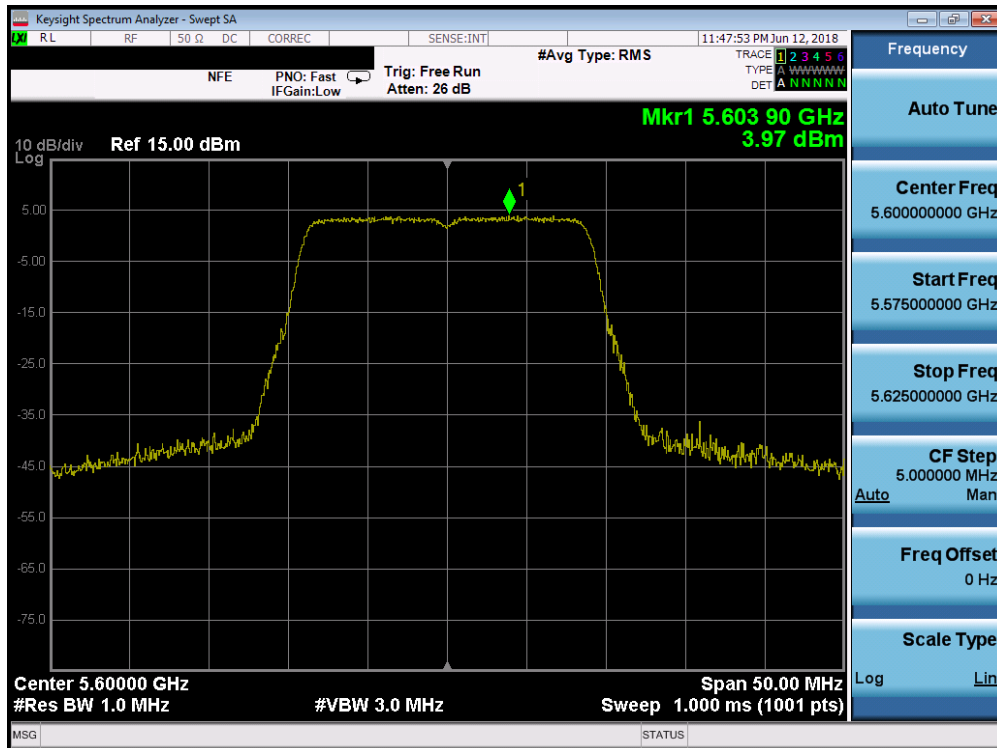 Keysight Spectrum Analyzer - Swept SA
LXI RL RF 50 Ω DC CORREC SENSE:INT 11:47:53 PM Jun 12, 2018
Frequency
NFE PNO: Fast IFGain:Low
Trig: Free Run
Atten: 26 dB
#Avg Type: RMS
TRACE 1 2 3 4 5 6
TYPE A WWWWW
DET A N N N N N
Auto Tune
Mkr1 5.603 90 GHz
3.97 dBm
10 dB/div Ref 15.00 dBm
Log
1
5.00
-5.00
-15.0
-25.0
-35.0
-45.0
-55.0
-65.0
-75.0
Center Freq
5.600000000 GHz
Start Freq
5.575000000 GHz
Stop Freq
5.625000000 GHz
CF Step
5.000000 MHz
Auto Man
Freq Offset
0 Hz
Scale Type
Log Lin
Center 5.60000 GHz Span 50.00 MHz
#Res BW 1.0 MHz #VBW 3.0 MHz Sweep 1.000 ms (1001 pts)
MSG STATUS